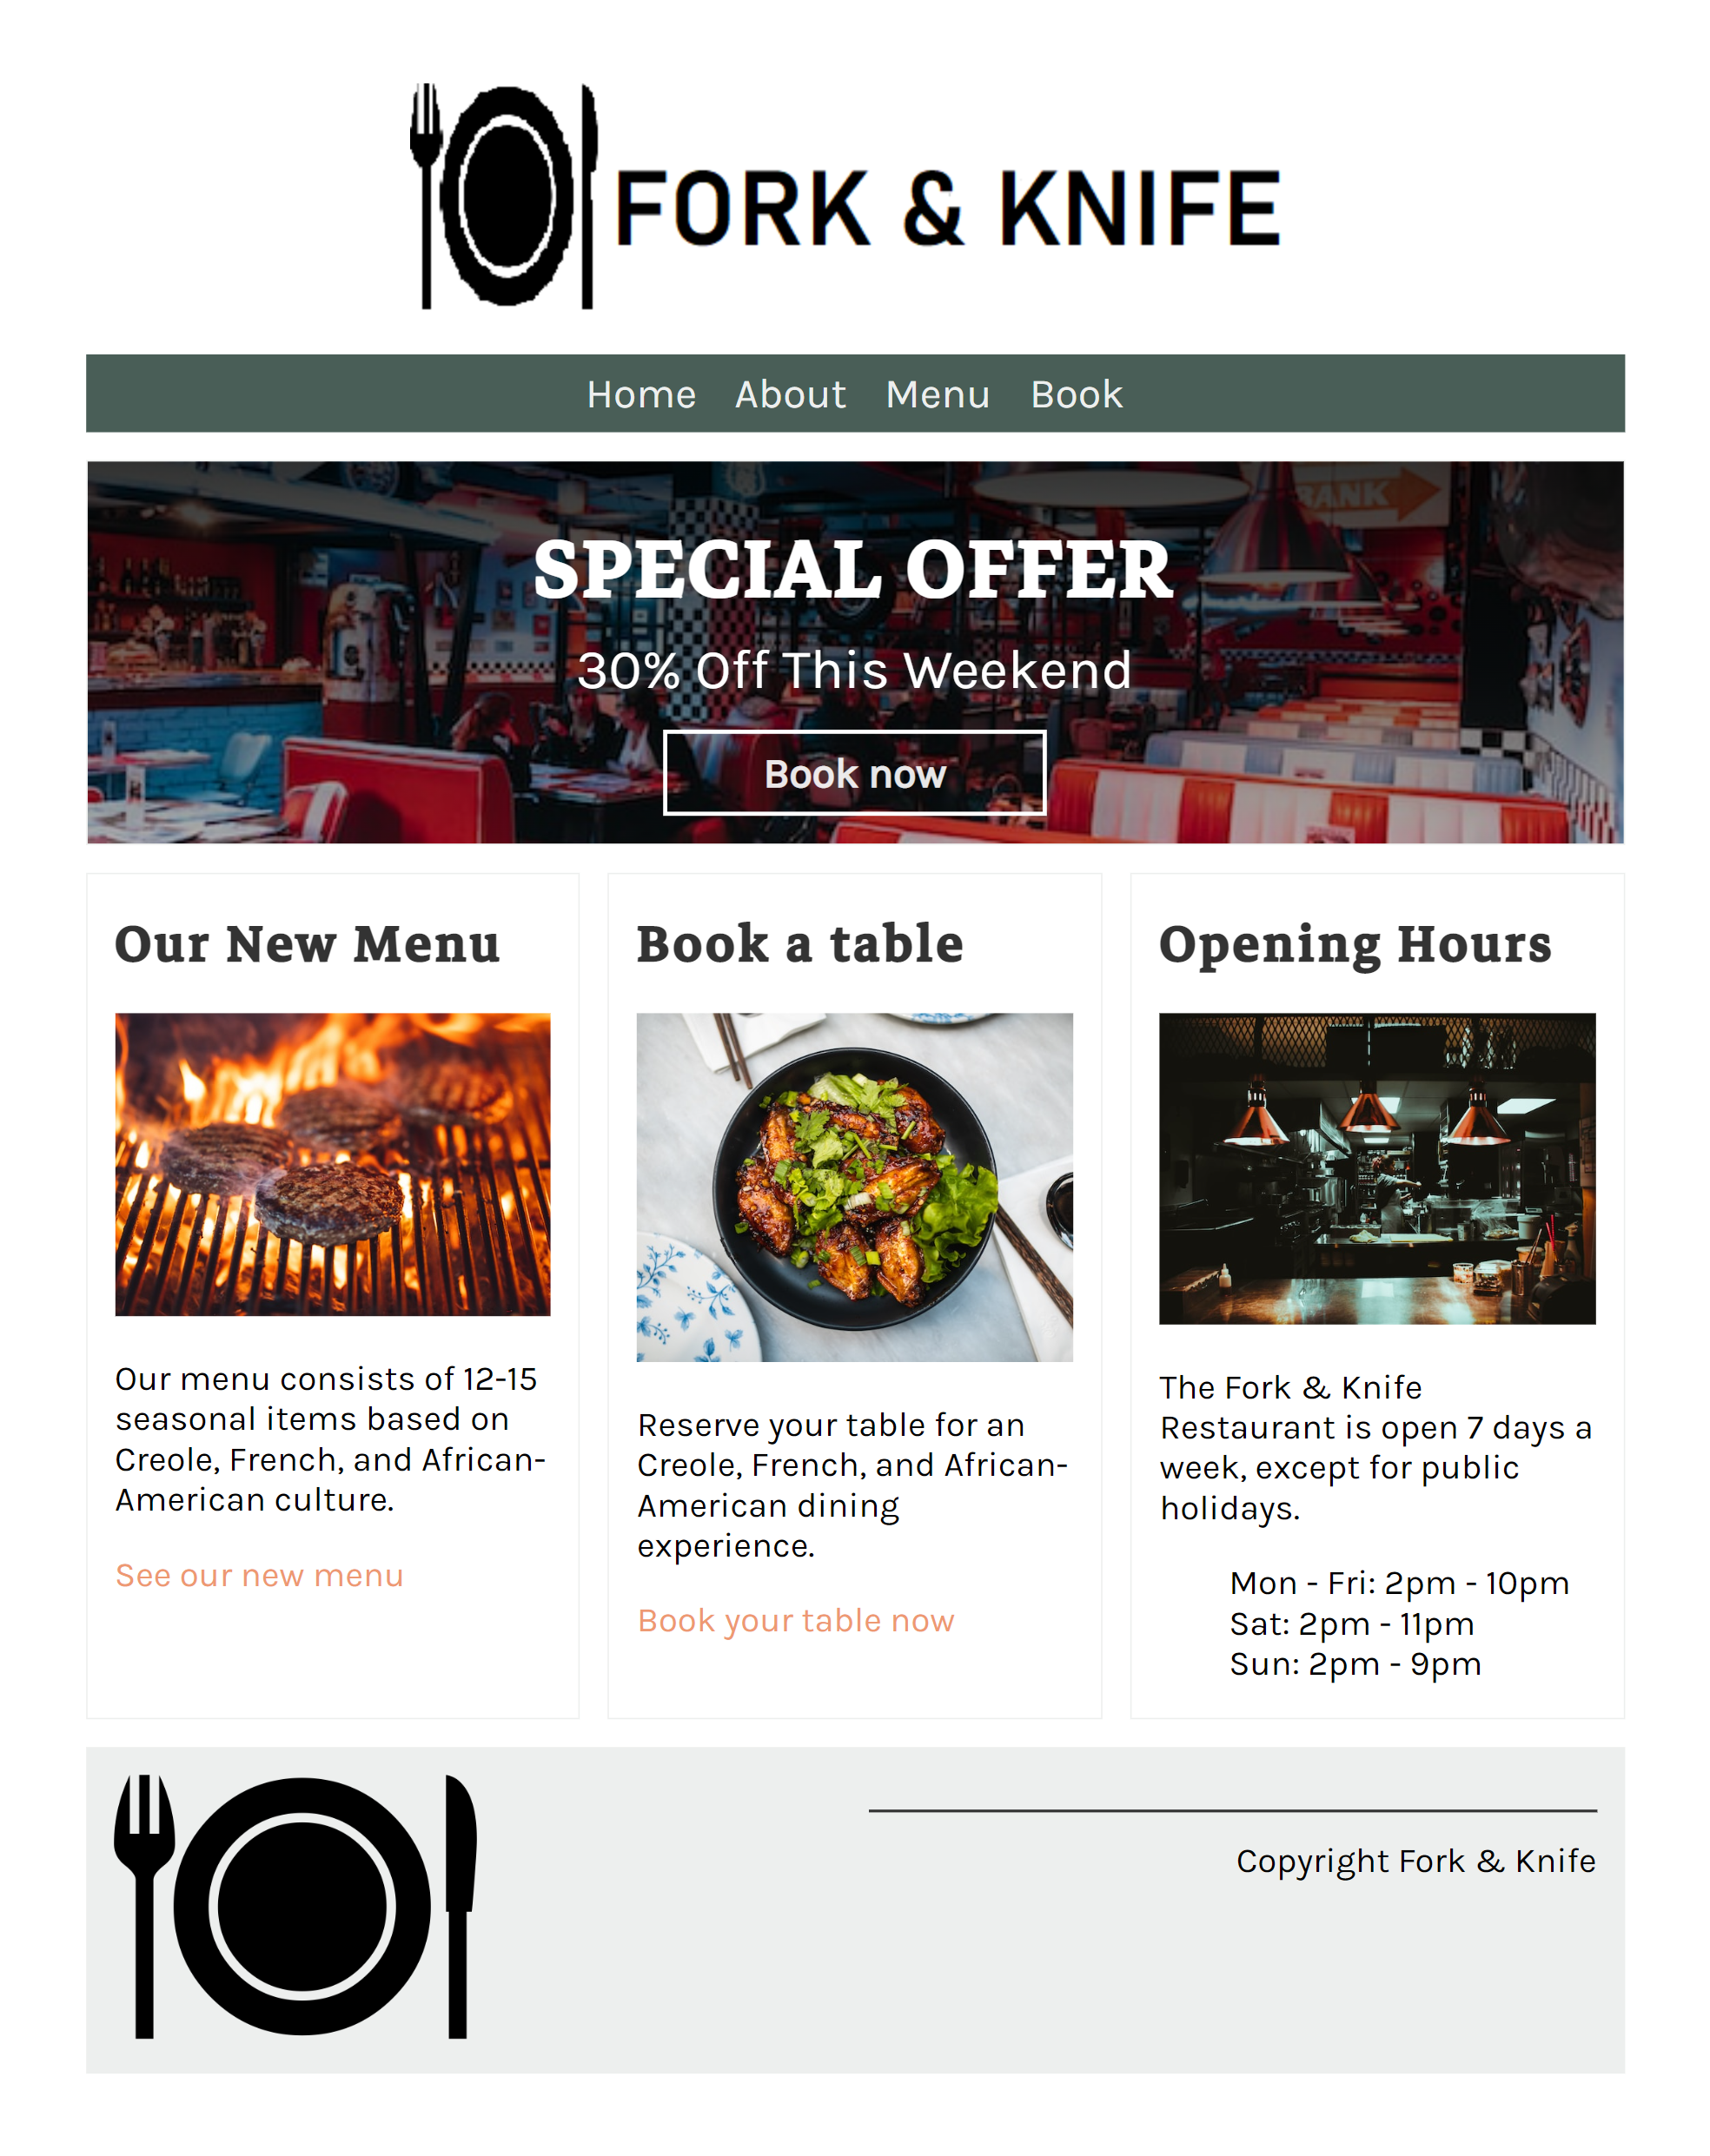 FORK & KNIFE
Home About Menu Book
BANK
SPECIAL OFFER
30% Off This Weekend
Book now
Our New Menu
Our menu consists of 12-15
seasonal items based on
Creole, French, and African-
American culture.
See our new menu
Book a table
Reserve your table for an
Creole, French, and African-
American dining
experience.
Book your table now
Opening Hours
The Fork & Knife
Restaurant is open 7 days a
week, except for public
holidays.
Mon - Fri: 2pm - 10pm
Sat: 2pm - 11pm
Sun: 2pm - 9pm
Copyright Fork & Knife